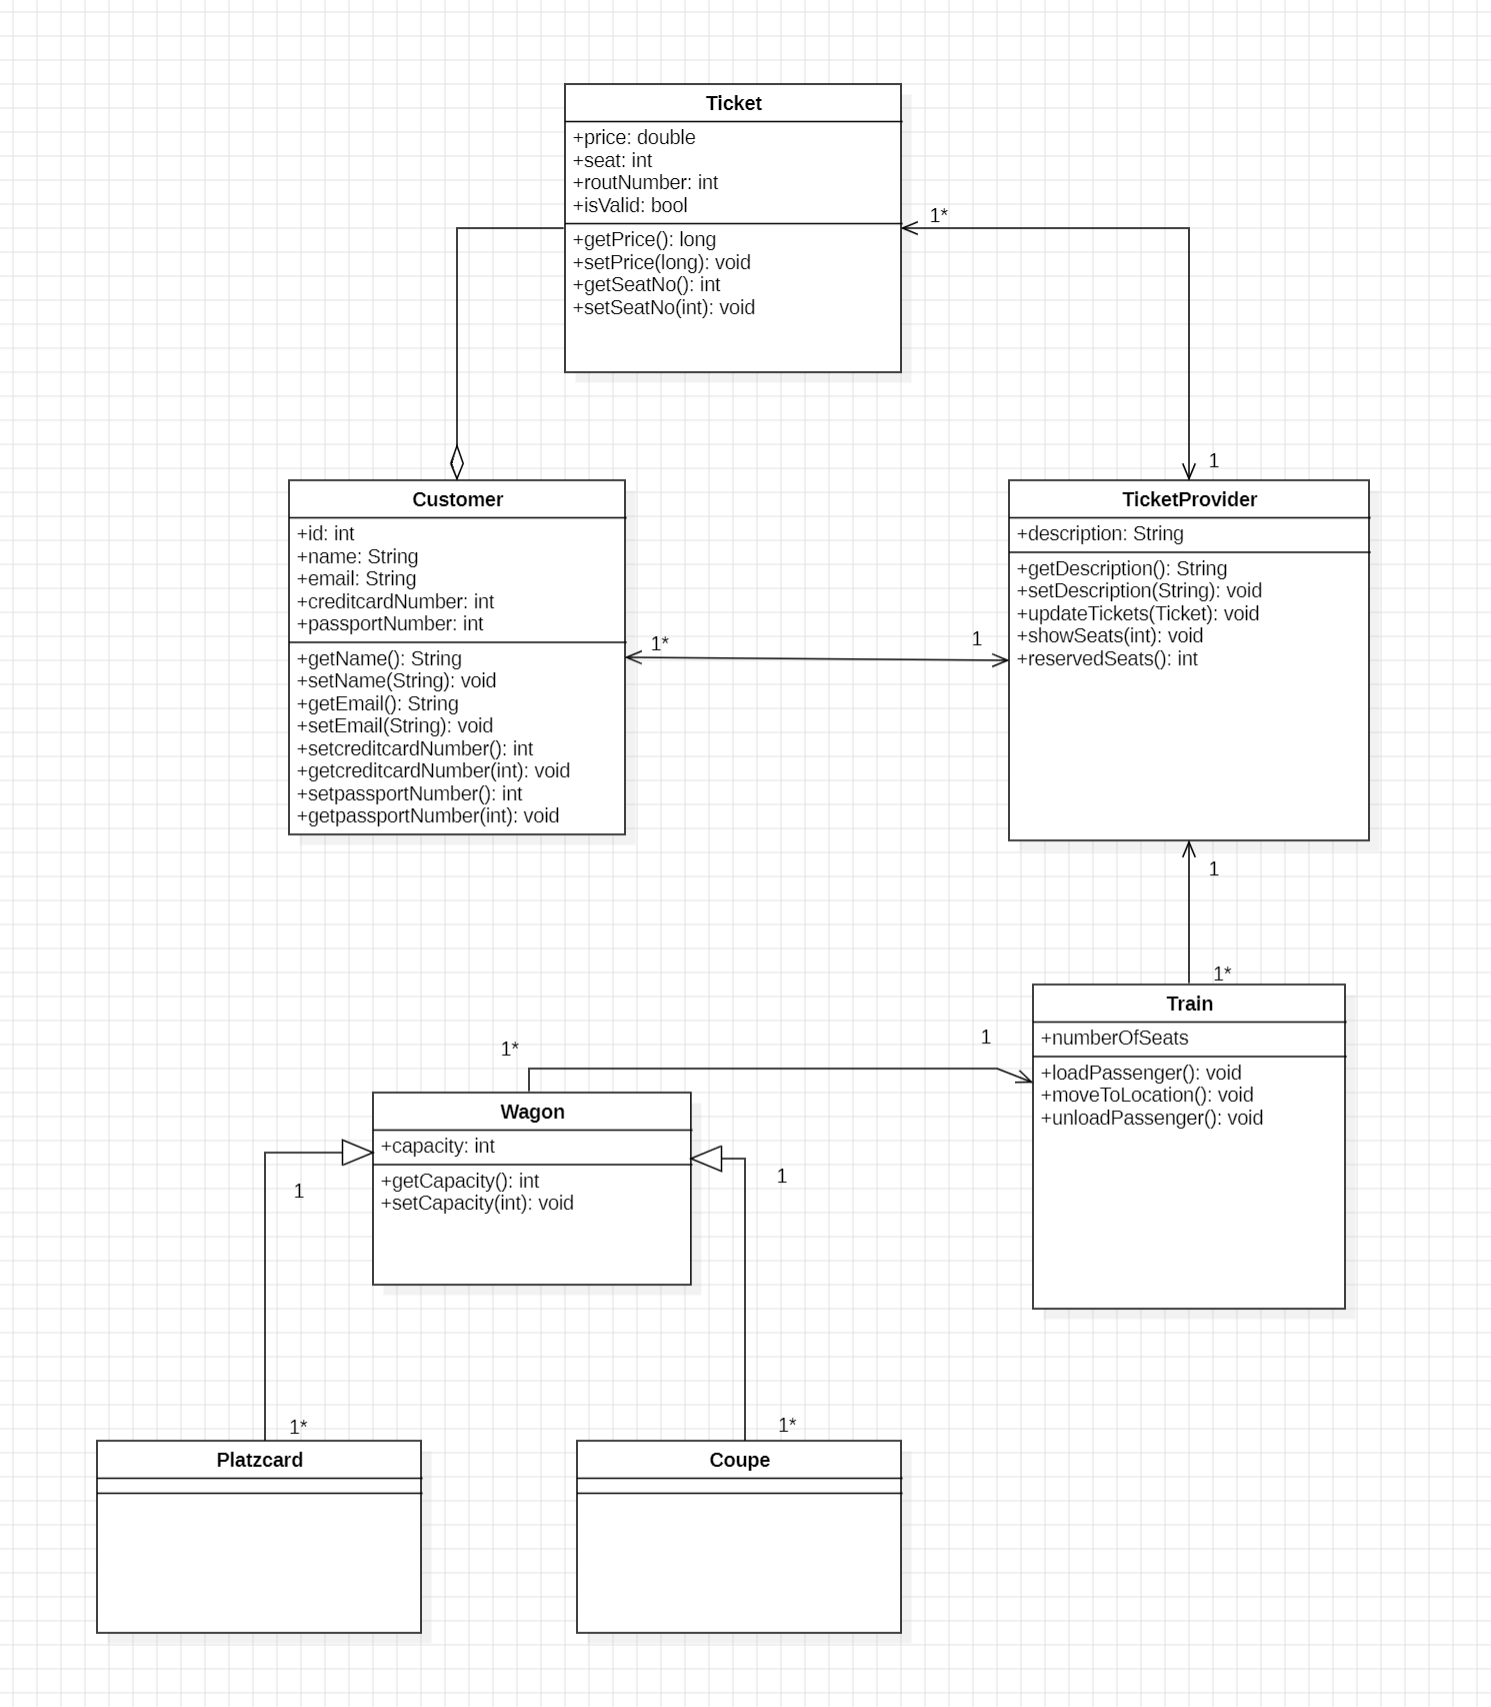 Ticket
+price: double
+seat: int
+routNumber: int
+isValid: bool
+getPrice(): long
+setPrice(long): void
+getSeatNo(): int
+setSeatNo(int): void
1*
1
Customer
+id: int
+name: String
+email: String
+creditcardNumber: int
+passportNumber: int
+getName(): String
+setName(String): void
+getEmail(): String
+setEmail(String): void
+setcreditcardNumber(): int
+getcreditcardNumber(int): void
+setpassportNumber(): int
+getpassportNumber(int): void
1*
1
TicketProvider
+description: String
+getDescription(): String
+setDescription(String): void
+updateTickets(Ticket): void
+showSeats(int): void
+reservedSeats(): int
1
1*
Train
+numberOfSeats
+loadPassenger(): void
+moveToLocation(): void
+unloadPassenger(): void
1*
1
Wagon
+capacity: int
+getCapacity(): int
+setCapacity(int): void
1
1
1*
1*
Platzcard
Coupe